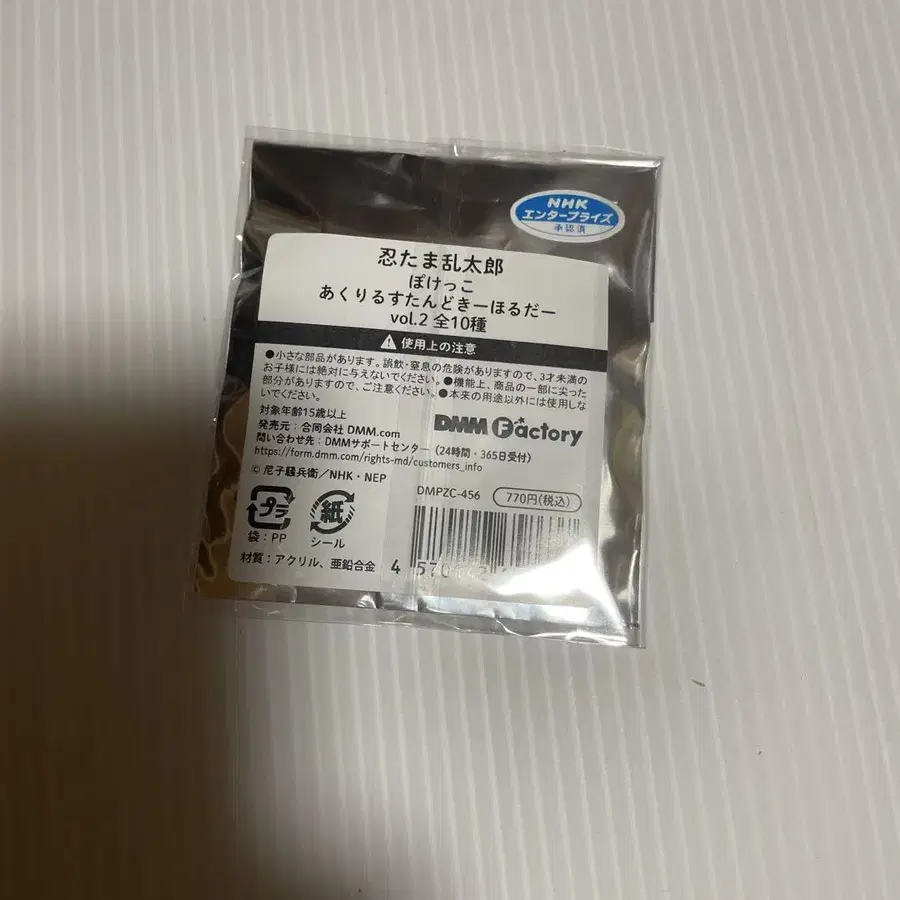 NHK
エンタープライズ
承認済
忍たま乱太郎
ぽけっこ
あくりるすたんどきーほるだー
vol.2 全10種
使用上の注意
●小さな部品があります。誤飲・窒息の危険がありますので、3才未満の
お子様には絶対に与えないでください。●機能上、商品の一部に尖った
部分がありますので、ご注意ください。●本来の用途以外には使用しな
いでください。
対象年齢15歳以上
発売元：合同会社 DMM.com
DMM Factory
問い合わせ先：DMMサポートセンター（24時間・365日受付）
https://form.dmm.com/rights-md/customers_info
©尼子騒兵衛／NHK・NEP
DMPZC-456
770円(税込)
プラ
紙
袋：PP
シール
材質：アクリル、亜鉛合金
4 570